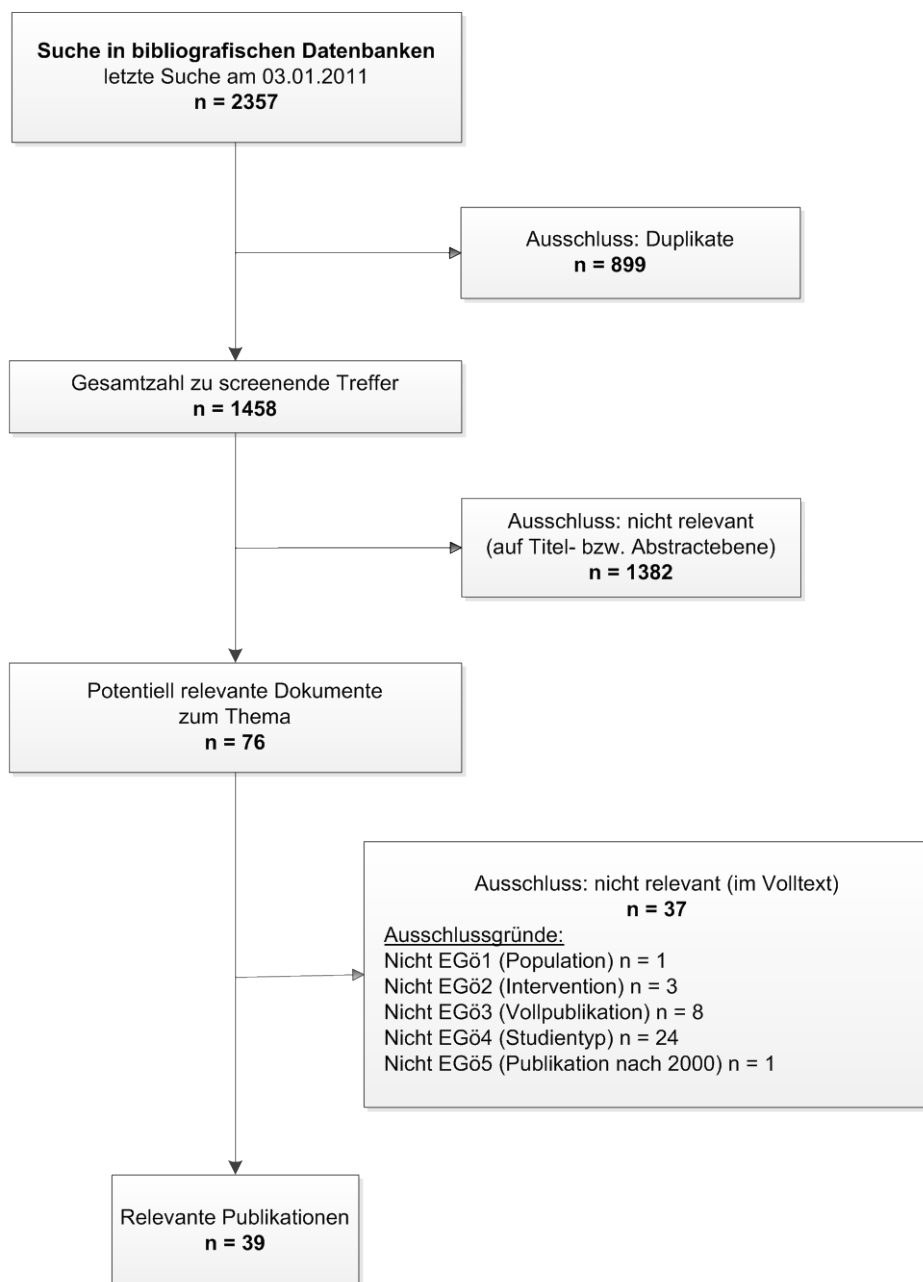 Suche in bibliografischen Datenbanken
letzte Suche am 03.01.2011
n = 2357
Ausschluss: Duplikate
n = 899
Gesamtzahl zu screenende Treffer
n = 1458
Ausschluss: nicht relevant
(auf Titel- bzw. Abstractebene)
n = 1382
Potentiell relevante Dokumente
zum Thema
n = 76
Ausschluss: nicht relevant (im Volltext)
n = 37
Ausschlussgründe:
Nicht EGö1 (Population) n = 1
Nicht EGö2 (Intervention) n = 3
Nicht EGö3 (Vollpublikation) n = 8
Nicht EGö4 (Studientyp) n = 24
Nicht EGö5 (Publikation nach 2000) n = 1
Relevante Publikationen
n = 39